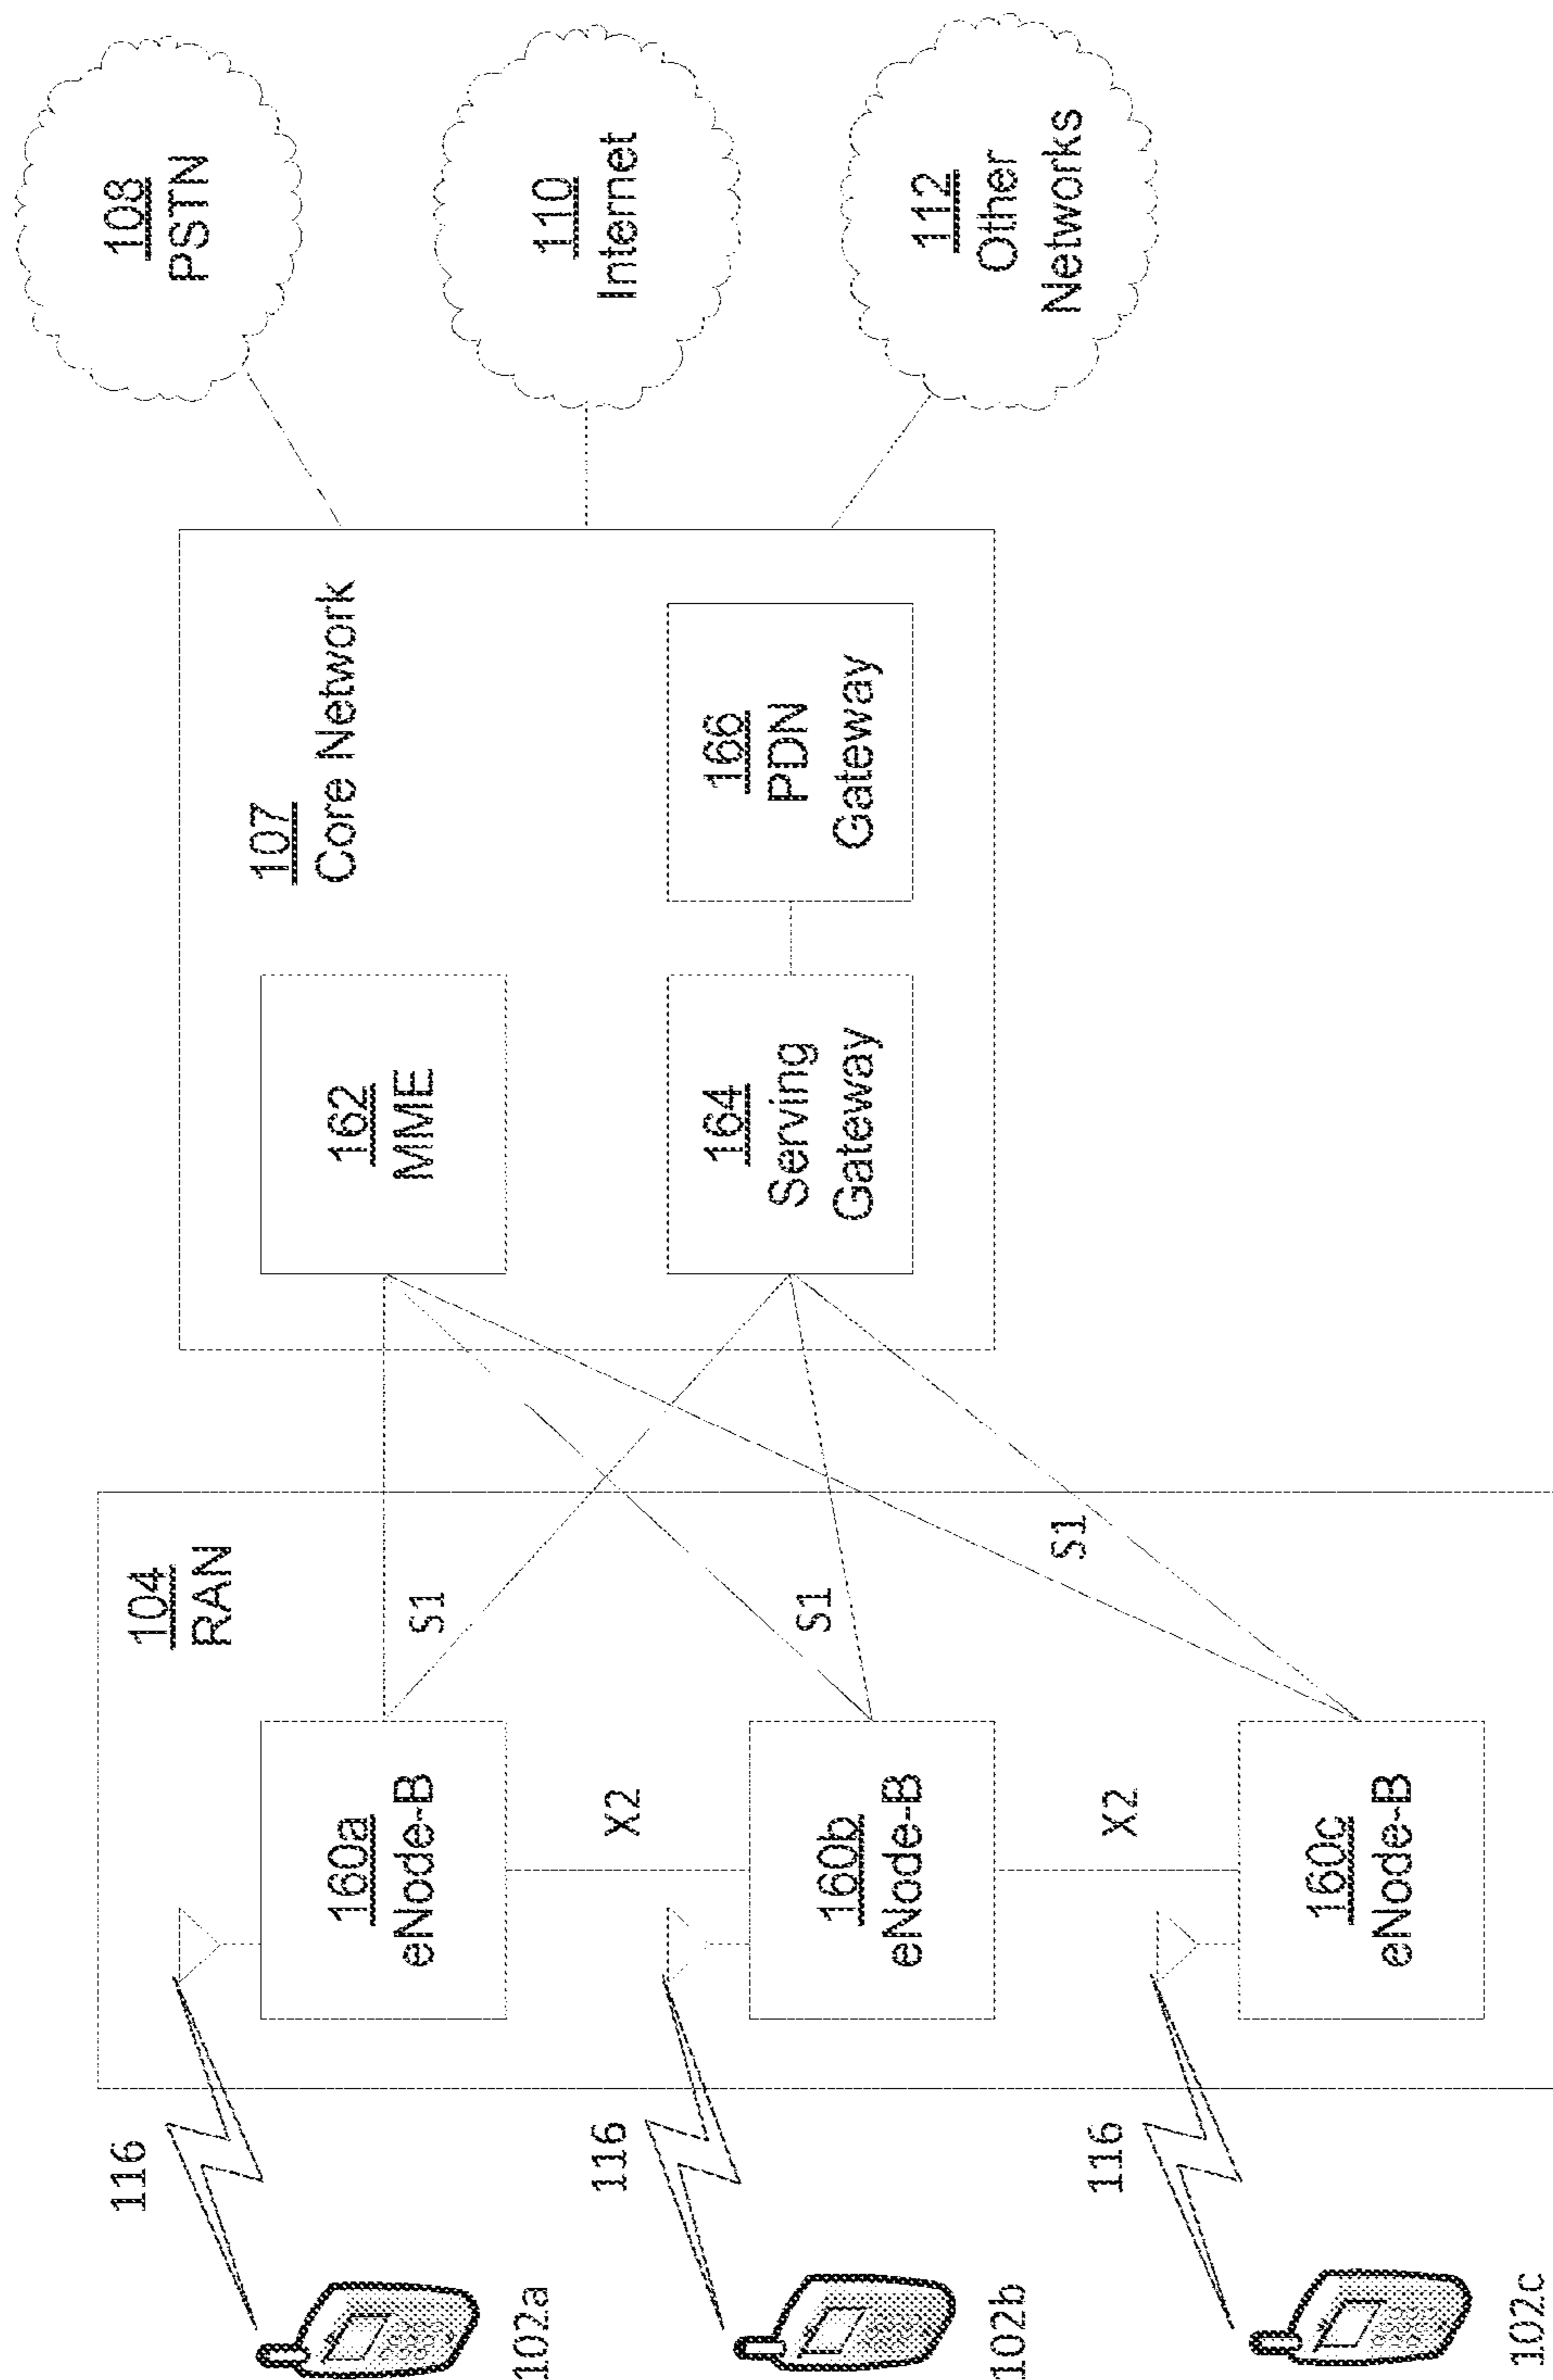 116
102a
116
102b
116
102c
104
RAN
160a
eNode-B
X2
160b
eNode-B
X2
160c
eNode-B
S1
S1
S1
107
Core Network
162
MME
164
Serving
Gateway
166
PDN
Gateway
108
PSTN
110
Internet
112
Other
Networks